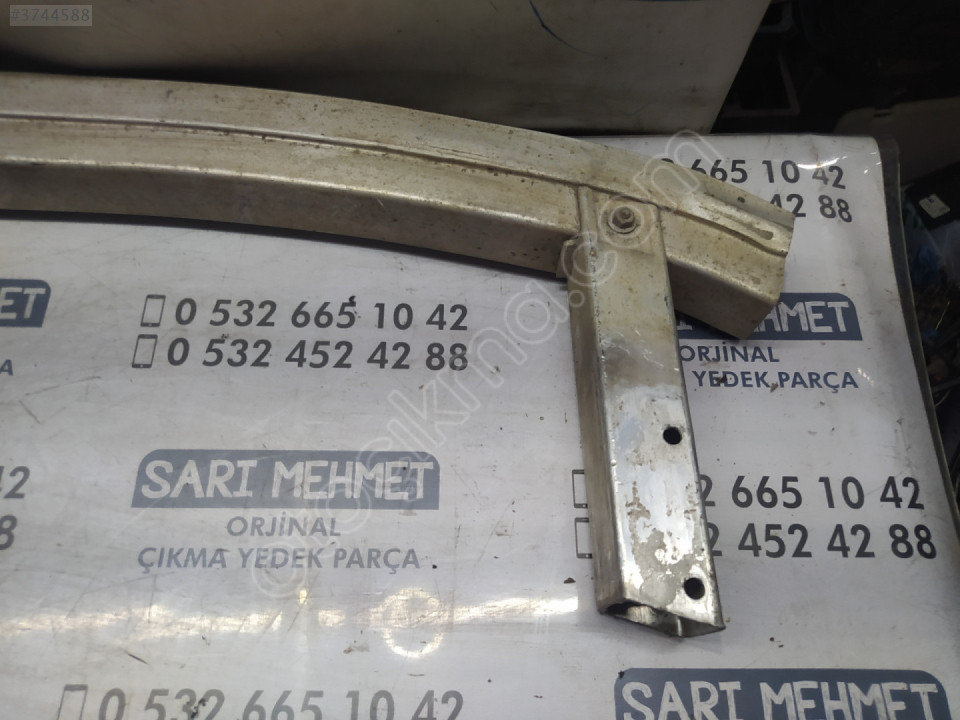 #3744588
665 10 42
42 88
0 532 665 10 42
0 532 452 42 88
MEHMET
ORJİNAL
YEDEK PARÇA
SARI MEHMET
ORJİNAL
ÇIKMA YEDEK PARÇA
42
8
2 665 10 42
2 452 42 88
0 532 665 10 42
SARI MEHMET